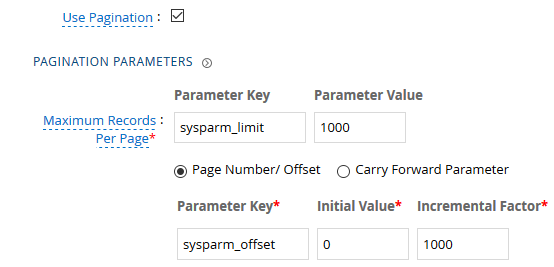 Use Pagination :
PAGINATION PARAMETERS
Parameter Key Parameter Value
Maximum Records : sysparm_limit 1000
Per Page*
Page Number/ Offset Carry Forward Parameter
Parameter Key* Initial Value* Incremental Factor*
sysparm_offset 0 1000